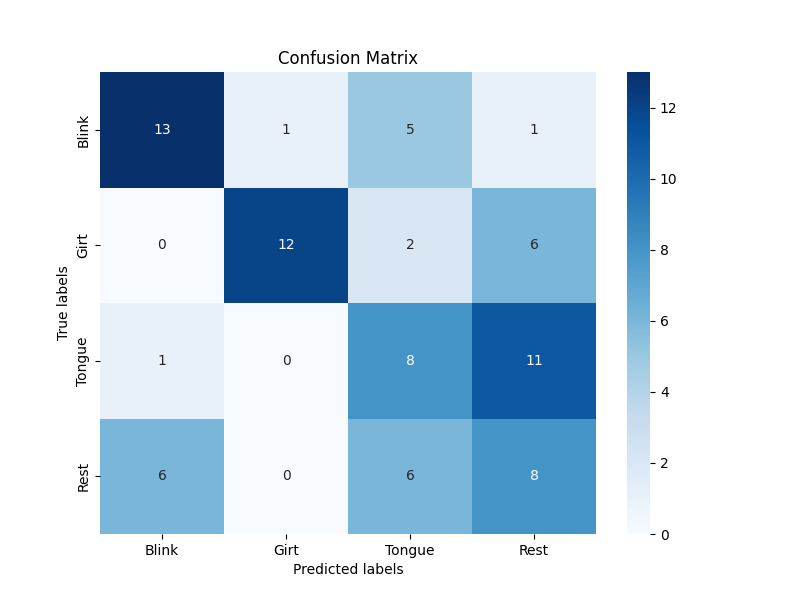 Confusion Matrix
Blink 13 1 5 1
Girt 0 12 2 6
Tongue 1 0 8 11
Rest 6 0 6 8
Blink Girt Tongue Rest
Predicted labels
True labels
12
10
8
6
4
2
0